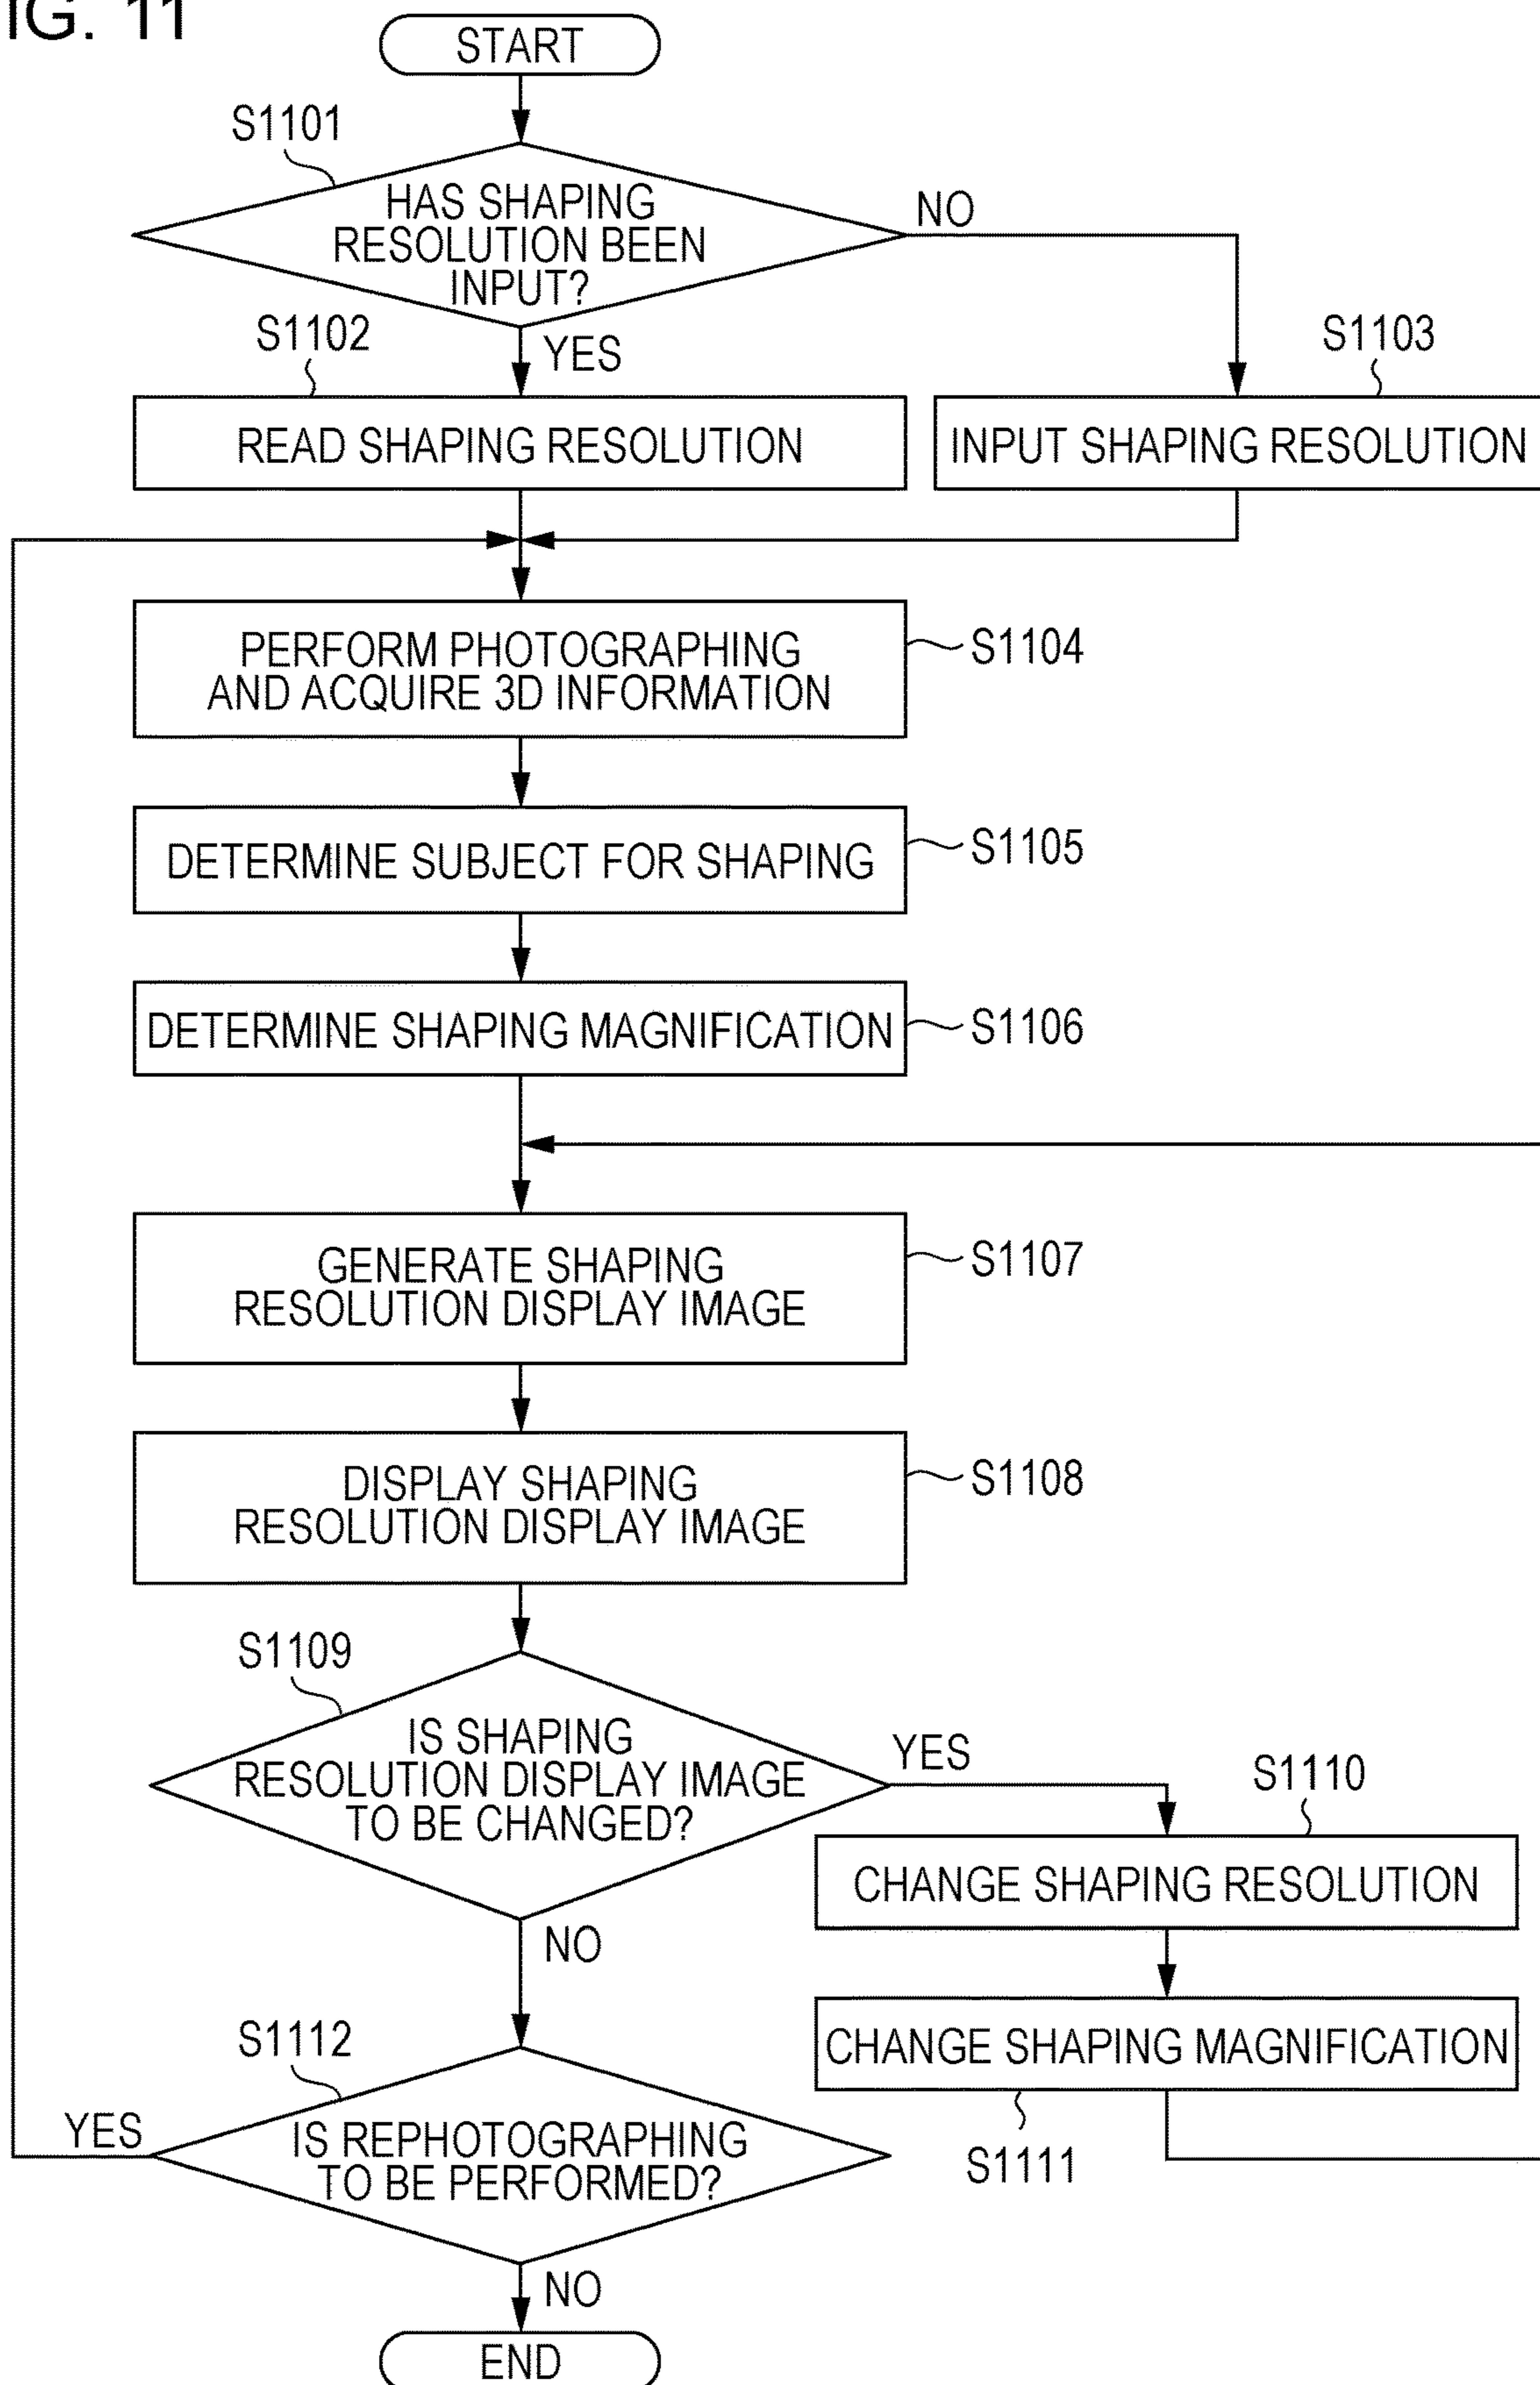 IG. 11
START
S1101
HAS SHAPING
RESOLUTION BEEN
INPUT?
NO
YES
S1102
READ SHAPING RESOLUTION
S1103
INPUT SHAPING RESOLUTION
PERFORM PHOTOGRAPHING
AND ACQUIRE 3D INFORMATION
S1104
DETERMINE SUBJECT FOR SHAPING
S1105
DETERMINE SHAPING MAGNIFICATION
S1106
GENERATE SHAPING
RESOLUTION DISPLAY IMAGE
S1107
DISPLAY SHAPING
RESOLUTION DISPLAY IMAGE
S1108
S1109
IS SHAPING
RESOLUTION DISPLAY IMAGE
TO BE CHANGED?
YES
S1110
CHANGE SHAPING RESOLUTION
NO
CHANGE SHAPING MAGNIFICATION
S1111
S1112
YES
IS REPHOTOGRAPHING
TO BE PERFORMED?
NO
END